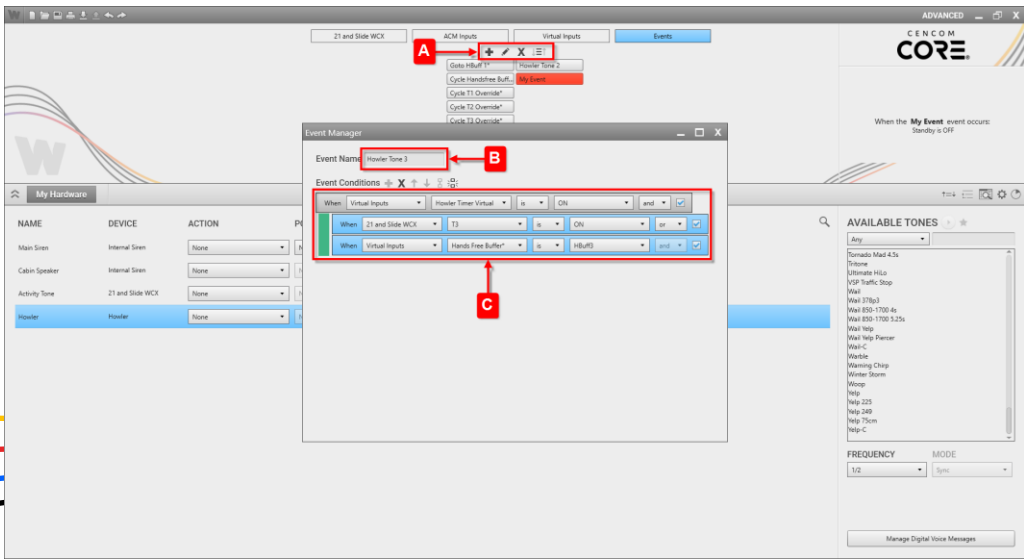 ADVANCED
21 and Slide WCX
ACM Inputs
Virtual Inputs
Events
CENCOM
CORE
A
Goto HBuff 1*
Howler Tone 2
Cycle Handsfree Buff...
My Event
Cycle T1 Override*
Cycle T2 Override*
Cycle T3 Override*
When the My Event event occurs:
Standby is OFF
Event Manager
Event Name
Howler Tone 3
B
Event Conditions
When
Virtual Inputs
Howler Timer Virtual
is
ON
and
When
21 and Slide WCX
T3
is
ON
or
When
Virtual Inputs
Hands Free Buffer*
is
HBuff3
and
C
My Hardware
NAME
DEVICE
ACTION
Main Siren
Internal Siren
None
Cabin Speaker
Internal Siren
None
Activity Tone
21 and Slide WCX
None
Howler
Howler
None
AVAILABLE TONES
Any
Tornado Mad 4.5s
Tritone
Ultimate HiLo
VSP Traffic Stop
Wail
Wail 378p3
Wail 850-1700 4s
Wail 850-1700 5.25s
Wail Yelp
Wail Yelp Piercer
Wail-C
Warble
Warning Chirp
Winter Storm
Woop
Yelp
Yelp 225
Yelp 249
Yelp 75cm
Yelp-C
FREQUENCY
MODE
1/2
Sync
Manage Digital Voice Messages